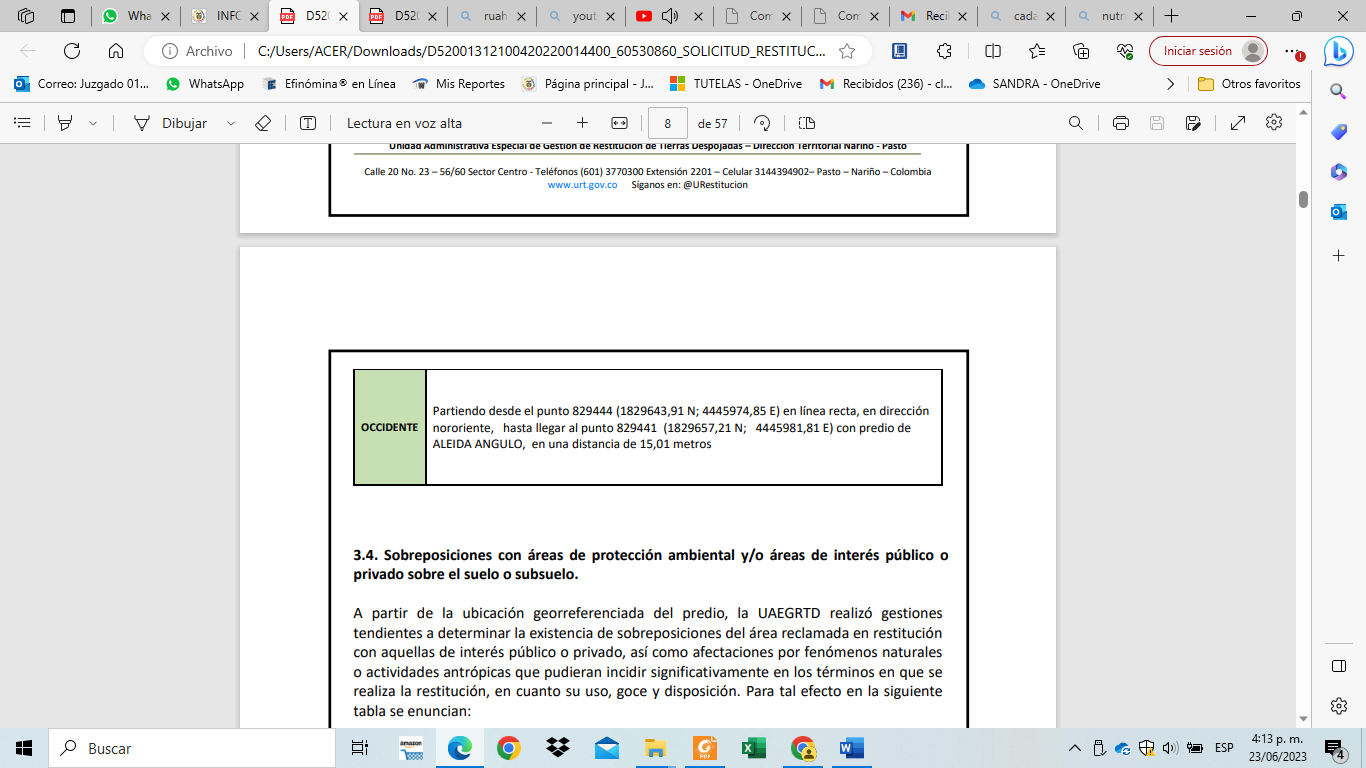 Wha
INFC
D520
D520
ruah
yout
Com
Com
Recil
cada
nutri
Archivo
C:/Users/ACER/Downloads/D52001312100420220014400_60530860_SOLICITUD_RESTITUC...
Iniciar sesión
Correo: Juzgado 01...
WhatsApp
Efinómina® en Línea
Mis Reportes
Página principal - J...
TUTELAS - OneDrive
Recibidos (236) - cl...
SANDRA - OneDrive
Otros favoritos
Dibujar
Lectura en voz alta
8
de 57
Unidad Administrativa Especial de Gestión de Restitución de Tierras Despojadas – Dirección Territorial Nariño - Pasto
Calle 20 No. 23 – 56/60 Sector Centro - Teléfonos (601) 3770300 Extensión 2201 – Celular 3144394902– Pasto – Nariño – Colombia
www.urt.gov.co Síganos en: @URestitucion
OCCIDENTE
Partiendo desde el punto 829444 (1829643,91 N; 4445974,85 E) en línea recta, en dirección
nororiente, hasta llegar al punto 829441 (1829657,21 N; 4445981,81 E) con predio de
ALEIDA ANGULO, en una distancia de 15,01 metros
3.4. Sobreposiciones con áreas de protección ambiental y/o áreas de interés público o
privado sobre el suelo o subsuelo.
A partir de la ubicación georreferenciada del predio, la UAEGRTD realizó gestiones
tendientes a determinar la existencia de sobreposiciones del área reclamada en restitución
con aquellas de interés público o privado, así como afectaciones por fenómenos naturales
o actividades antrópicas que pudieran incidir significativamente en los términos en que se
realiza la restitución, en cuanto su uso, goce y disposición. Para tal efecto en la siguiente
tabla se enuncian:
Buscar
amazon
PDF
ESP
4:13 p. m.
23/06/2023
4